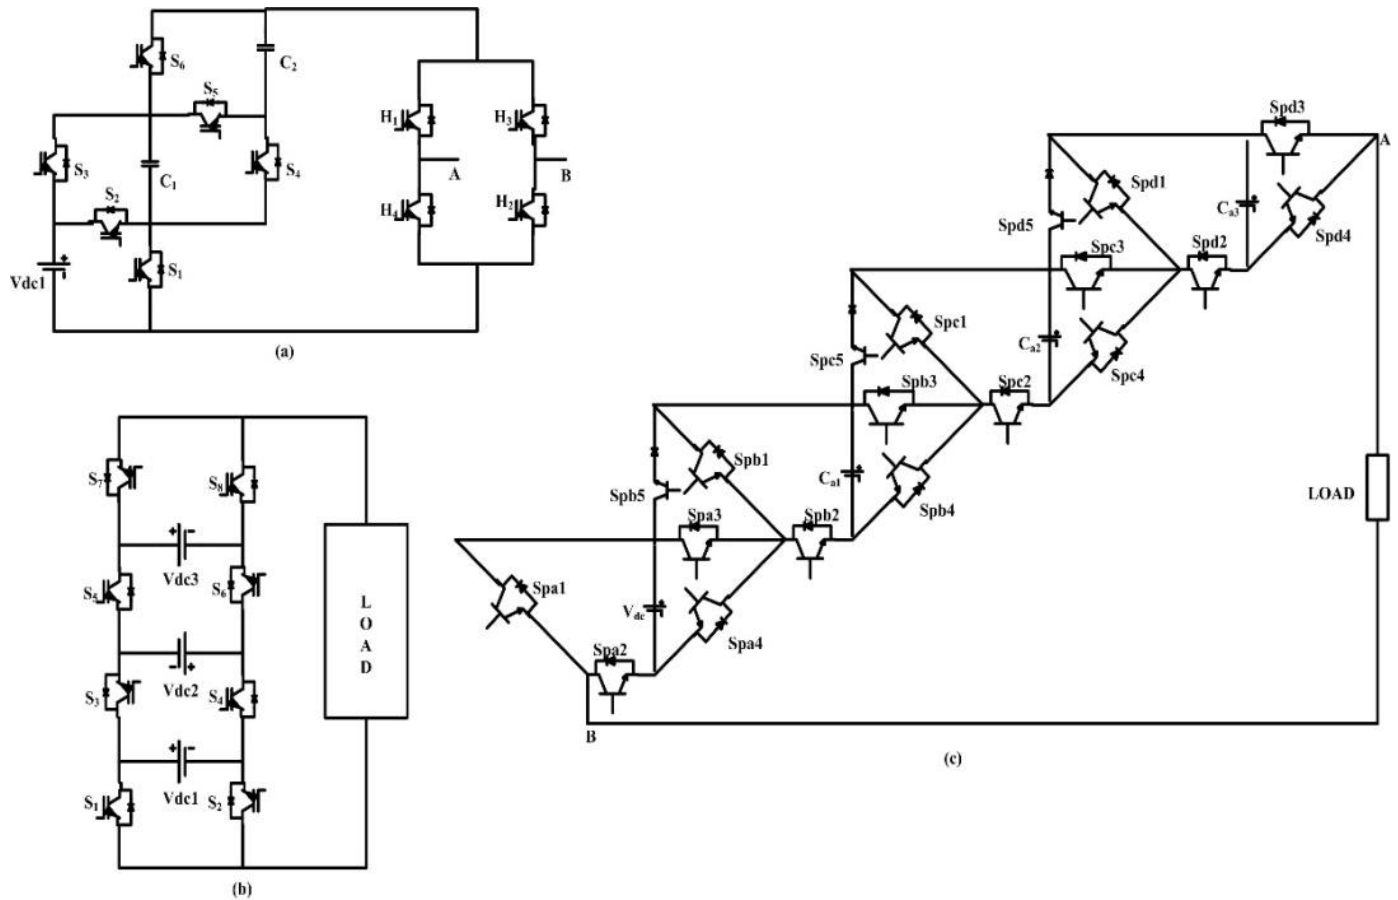 S6
C2
S5
S3
C1
S4
S2
Vdc1
S1
H1
H3
A
B
H4
H2
(a)
S7
S8
Vdc3
S5
S6
Vdc2
S3
S4
Vdc1
S1
S2
L
O
A
D
(b)
Spd3
A
Spd1
Ca3
Spd5
Spd4
Spc3
Spd2
Spc1
Ca2
Spc5
Spc4
Spb3
Spc2
Spb1
Ca1
Spb5
Spb4
LOAD
Spa3
Spb2
Spa1
Vdc
Spa4
Spa2
B
(c)